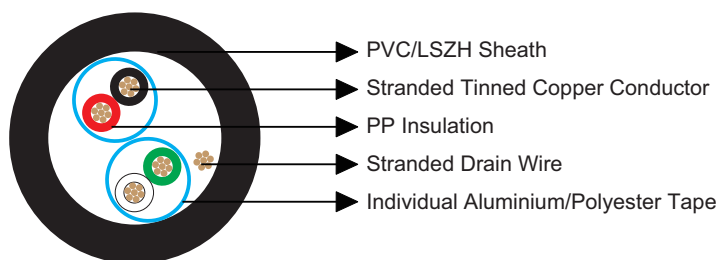 PVC/LSZH Sheath
Stranded Tinned Copper Conductor
PP Insulation
Stranded Drain Wire
Individual Aluminium/Polyester Tape